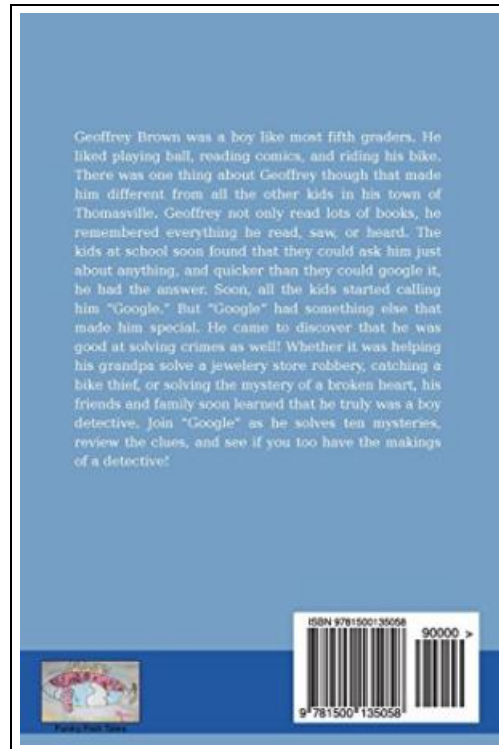 Geoffrey Brown was a boy like most fifth graders. He
liked playing ball, reading comics, and riding his bike.
There was one thing about Geoffrey though that made
him different from all the other kids in his town of
Thomasville. Geoffrey not only read lots of books, he
remembered everything he read, saw, or heard. The
kids at school soon found that they could ask him just
about anything, and quicker than they could google it,
he had the answer. Soon, all the kids started calling
him "Google." But "Google" had something else that
made him special. He came to discover that he was
good at solving crimes as well! Whether it was helping
his grandpa solve a jewelery store robbery, catching a
bike thief, or solving the mystery of a broken heart, his
friends and family soon learned that he truly was a boy
detective. Join "Google" as he solves ten mysteries,
review the clues, and see if you too have the makings
of a detective!
ISBN 9781500135058
90000 >
9 781500 135058